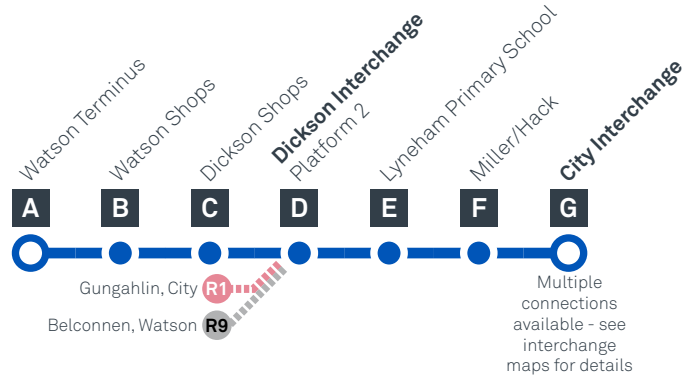 Watson Terminus
Watson Shops
Dickson Shops
Dickson Interchange
Platform 2
Lyneham Primary School
Miller/Hack
City Interchange
A B C D E F G
Gungahlin, City R1
Belconnen, Watson R9
Multiple
connections
available - see
interchange
maps for details